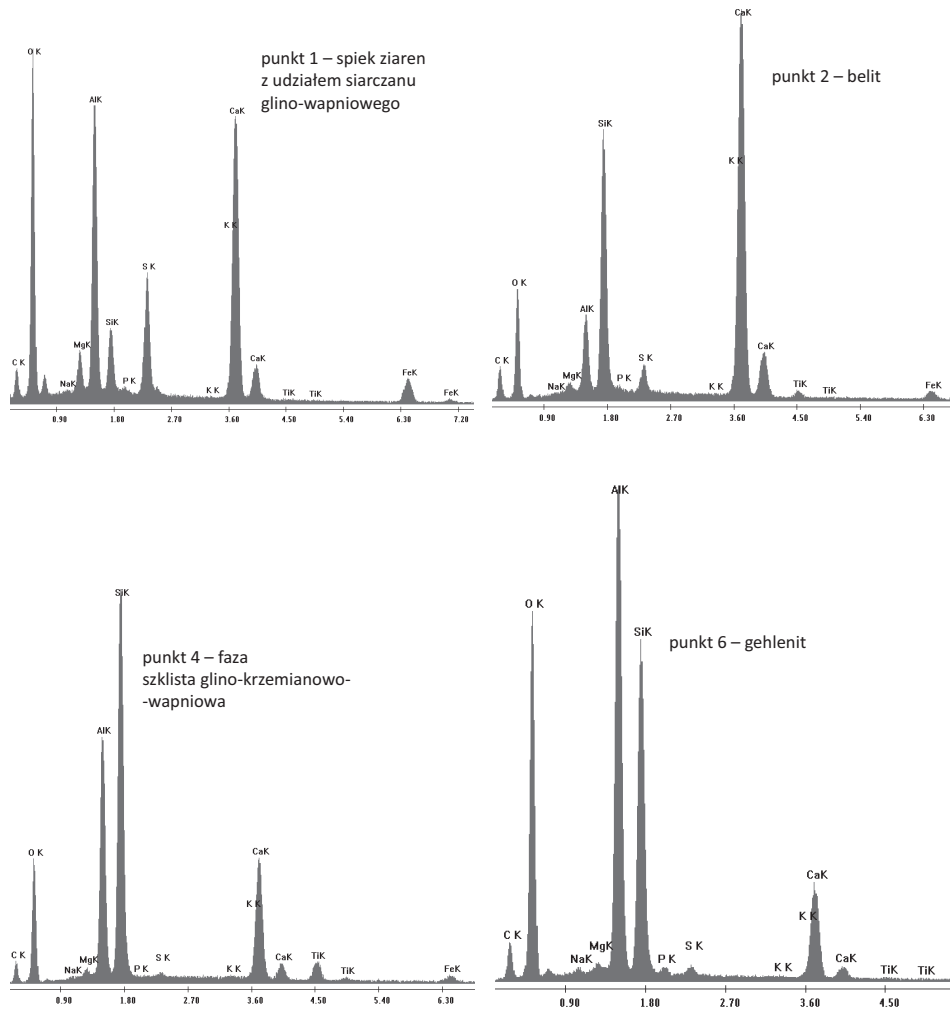 punkt 1 – spiek ziaren
z udziałem siarczanu
glino-wapniowego
O K
AlK
CaK
K K
S K
SiK
MgK
C K
CaK
NaK
P K
K K
TiK
TiK
FeK
FeK
0.90 1.80 2.70 3.60 4.50 5.40 6.30 7.20
punkt 2 – belit
CaK
SiK
K K
O K
AlK
CaK
C K
S K
MgK
NaK
P K
K K
TiK
TiK
FeK
0.90 1.80 2.70 3.60 4.50 5.40 6.30
punkt 4 – faza
szklista glino-krzemianowo-
-wapniowa
SiK
AlK
O K
CaK
K K
C K
MgK
NaK
P K
S K
K K
CaK
TiK
TiK
FeK
0.90 1.80 2.70 3.60 4.50 5.40 6.30
punkt 6 – gehlenit
AlK
O K
SiK
CaK
K K
C K
MgK
NaK
P K
S K
K K
CaK
TiK
TiK
0.90 1.80 2.70 3.60 4.50